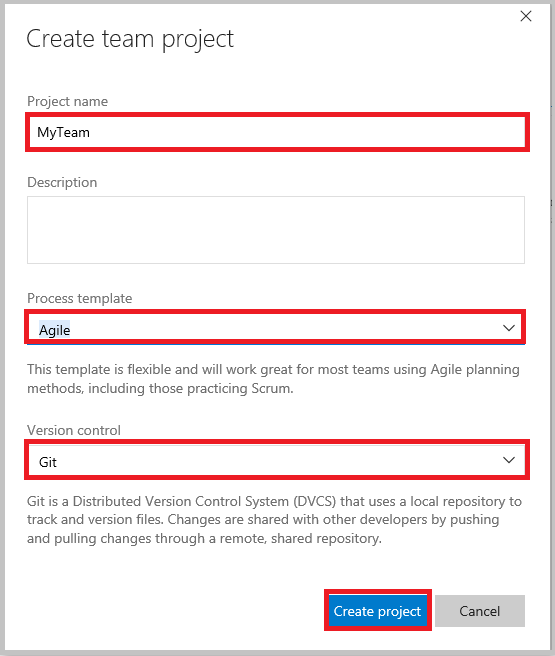 Create team project
Project name
MyTeam
Description
Process template
Agile
This template is flexible and will work great for most teams using Agile planning
methods, including those practicing Scrum.
Version control
Git
Git is a Distributed Version Control System (DVCS) that uses a local repository to
track and version files. Changes are shared with other developers by pushing
and pulling changes through a remote, shared repository.
Create project
Cancel